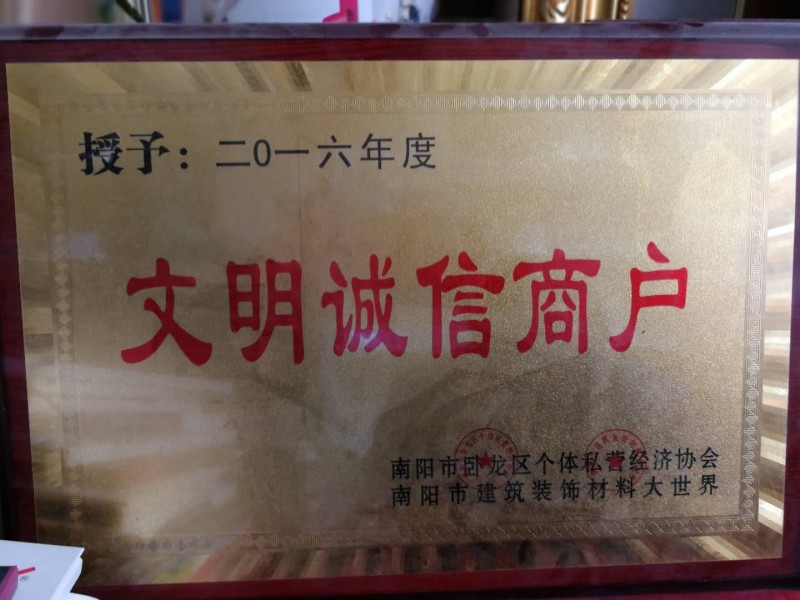 授予：二0一六年度
文明诚信商户
南阳市卧龙区个体私营经济协会
南阳市建筑装饰材料大世界
®